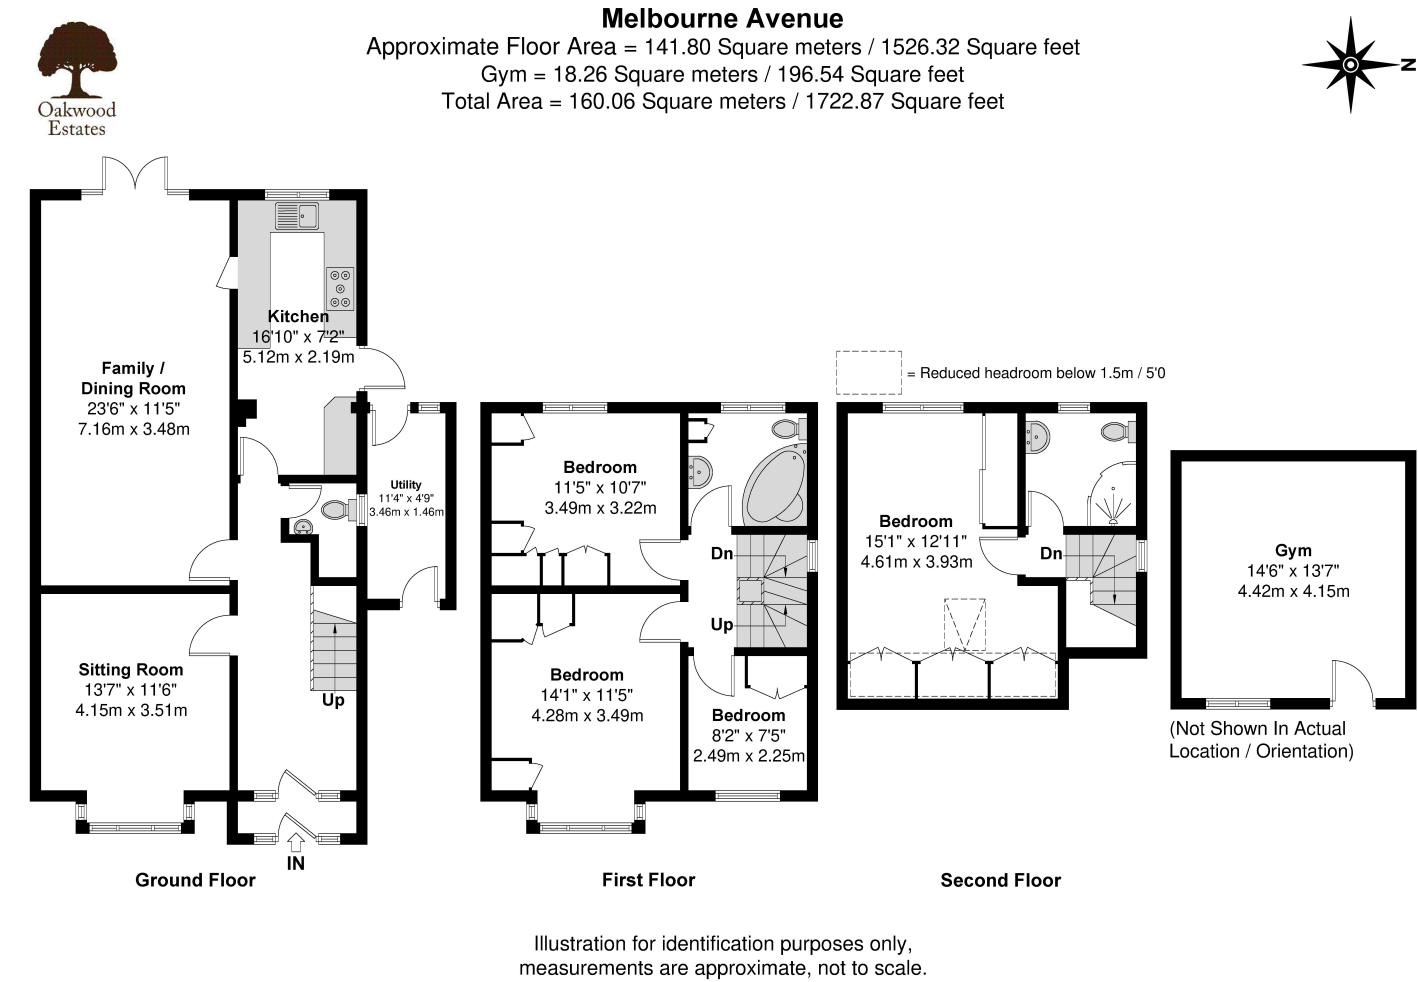 Melbourne Avenue
Approximate Floor Area = 141.80 Square meters / 1526.32 Square feet
Gym = 18.26 Square meters / 196.54 Square feet
Total Area = 160.06 Square meters / 1722.87 Square feet
Oakwood
Estates
N
Kitchen
16'10" x 7'2"
5.12m x 2.19m
Family /
Dining Room
23'6" x 11'5"
7.16m x 3.48m
Utility
11'4" x 4'9"
3.46m x 1.46m
Sitting Room
13'7" x 11'6"
4.15m x 3.51m
Up
IN
Ground Floor
Bedroom
11'5" x 10'7"
3.49m x 3.22m
Dn
Up
Bedroom
14'1" x 11'5"
4.28m x 3.49m
Bedroom
8'2" x 7'5"
2.49m x 2.25m
First Floor
= Reduced headroom below 1.5m / 5'0
Bedroom
15'1" x 12'11"
4.61m x 3.93m
Dn
Second Floor
Gym
14'6" x 13'7"
4.42m x 4.15m
(Not Shown In Actual
Location / Orientation)
Illustration for identification purposes only,
measurements are approximate, not to scale.